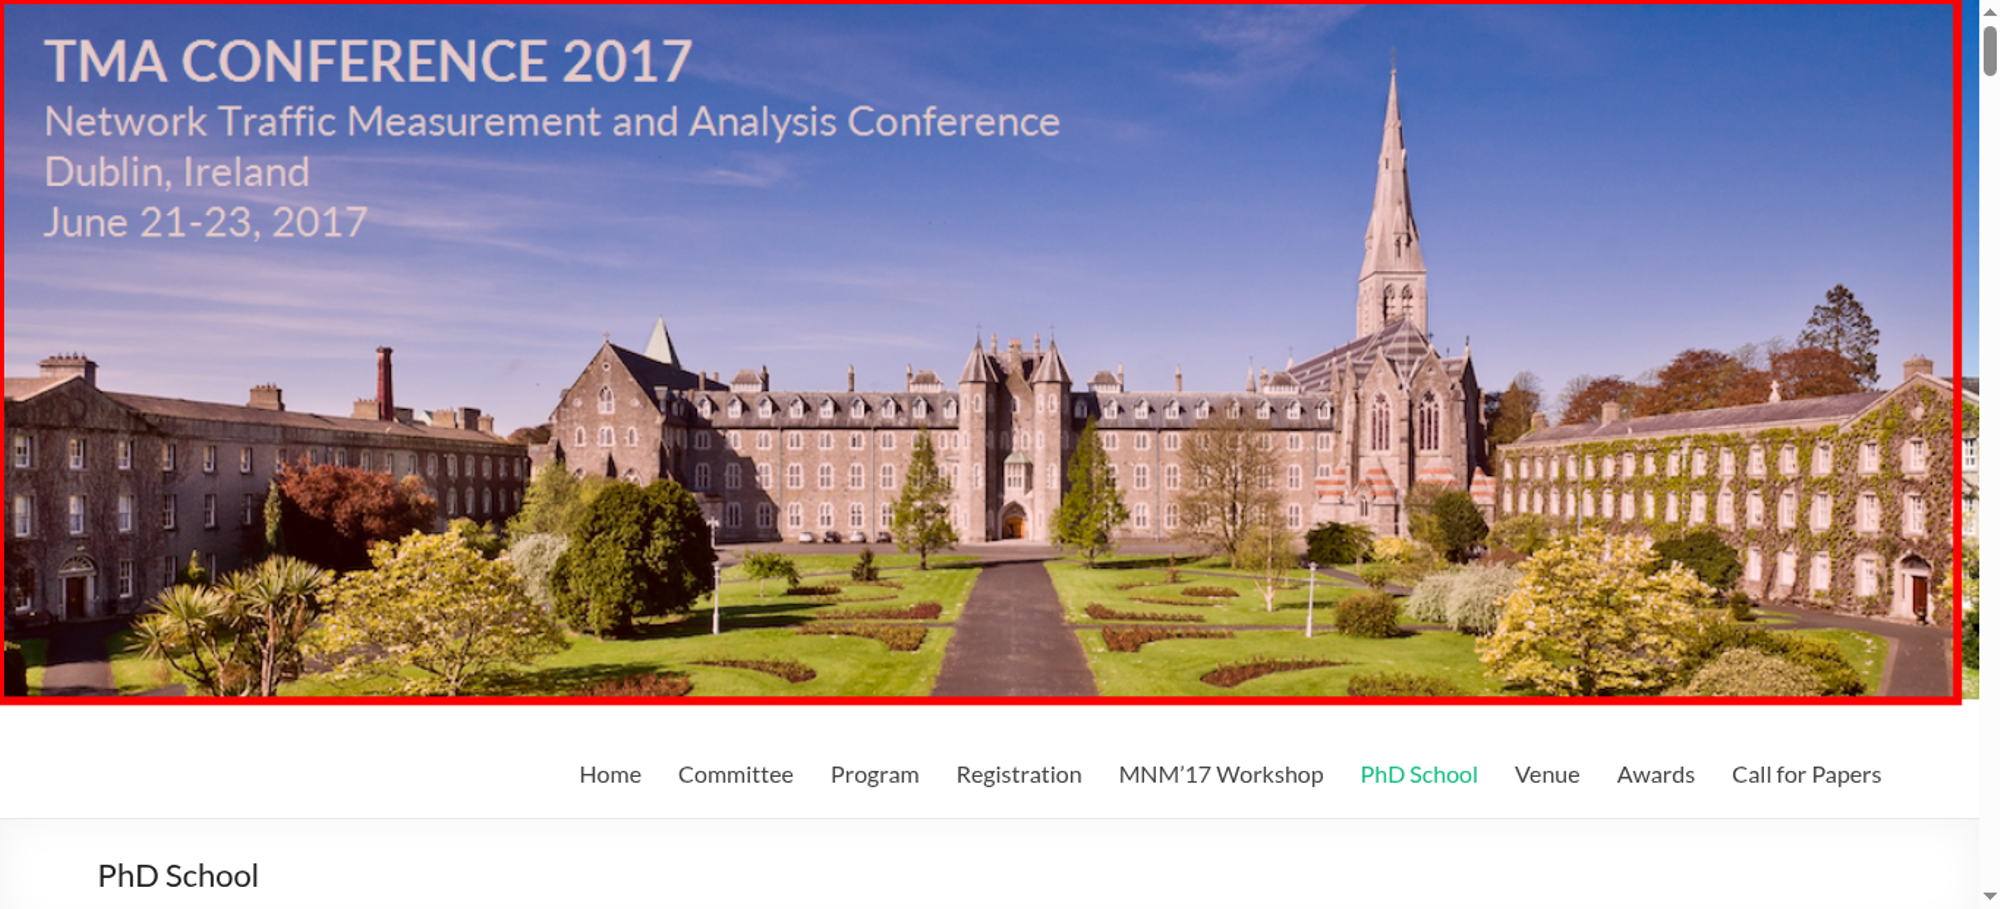 TMA CONFERENCE 2017
Network Traffic Measurement and Analysis Conference
Dublin, Ireland
June 21-23, 2017
Home Committee Program Registration MNM’17 Workshop PhD School Venue Awards Call for Papers
PhD School